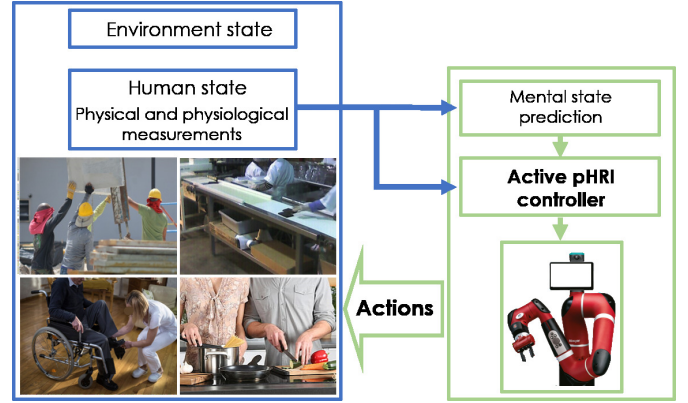 Environment state
Human state
Physical and physiological
measurements
Mental state
prediction
Active pHRI
controller
Actions